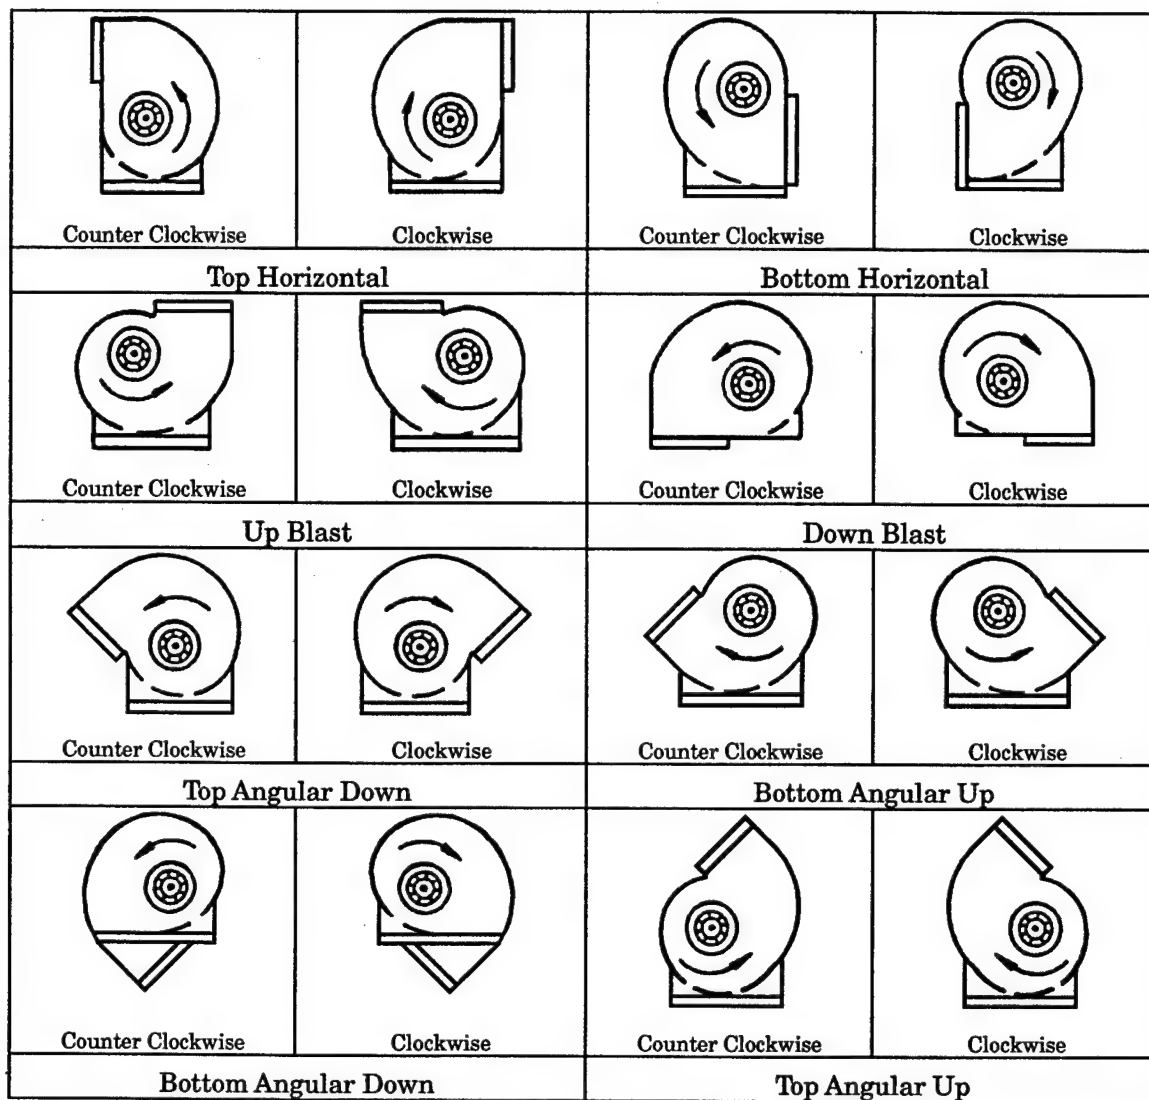 Counter Clockwise
Clockwise
Counter Clockwise
Clockwise
Top Horizontal
Bottom Horizontal
Counter Clockwise
Clockwise
Counter Clockwise
Clockwise
Up Blast
Down Blast
Counter Clockwise
Clockwise
Counter Clockwise
Clockwise
Top Angular Down
Bottom Angular Up
Counter Clockwise
Clockwise
Counter Clockwise
Clockwise
Bottom Angular Down
Top Angular Up